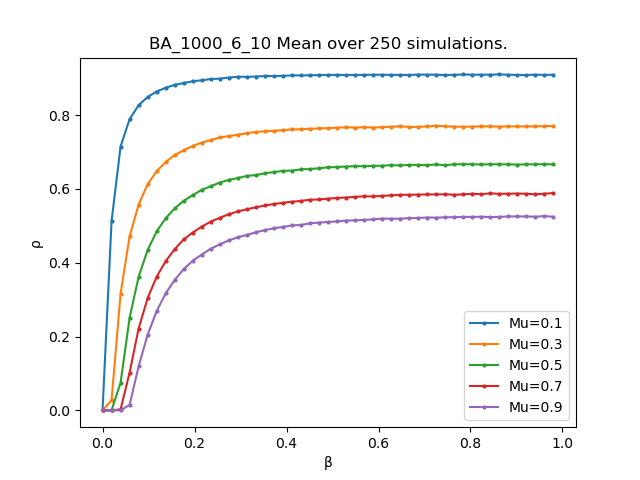 BA_1000_6_10 Mean over 250 simulations.
ρ
0.8
0.6
0.4
0.2
0.0
0.0 0.2 0.4 0.6 0.8 1.0
β
Mu=0.1
Mu=0.3
Mu=0.5
Mu=0.7
Mu=0.9